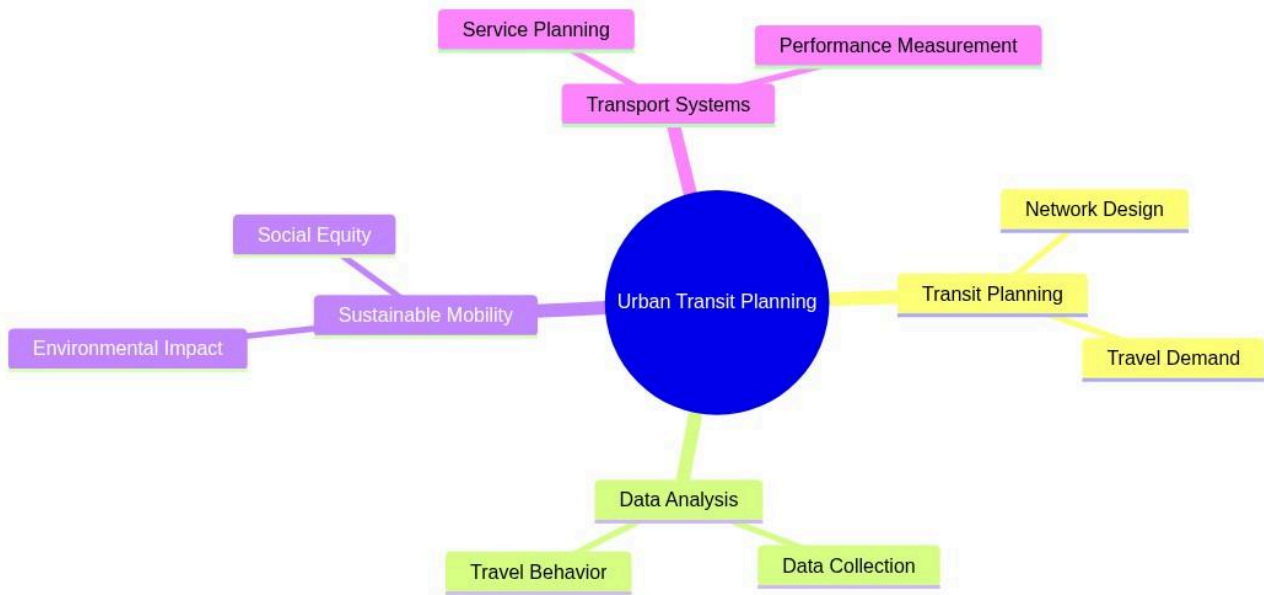 Service Planning
Performance Measurement
Transport Systems
Network Design
Social Equity
Transit Planning
Urban Transit Planning
Sustainable Mobility
Environmental Impact
Travel Demand
Data Analysis
Data Collection
Travel Behavior